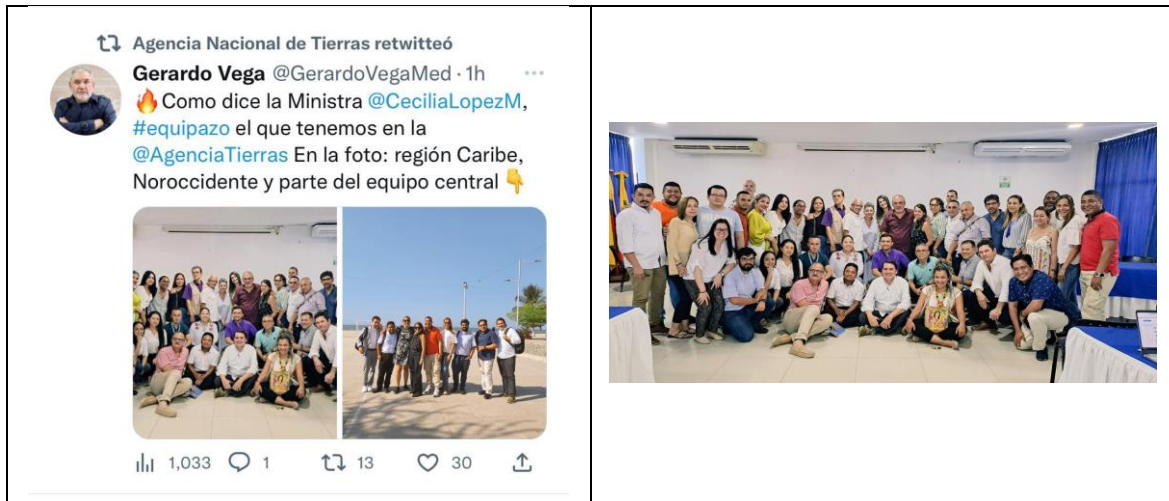 Agencia Nacional de Tierras retwitteó
Gerardo Vega @GerardoVegaMed · 1h
🔥Como dice la Ministra @CeciliaLopezM,
#equipazo el que tenemos en la
@AgenciaTierras En la foto: región Caribe,
Noroccidente y parte del equipo central 👇
1,033 1 13 30